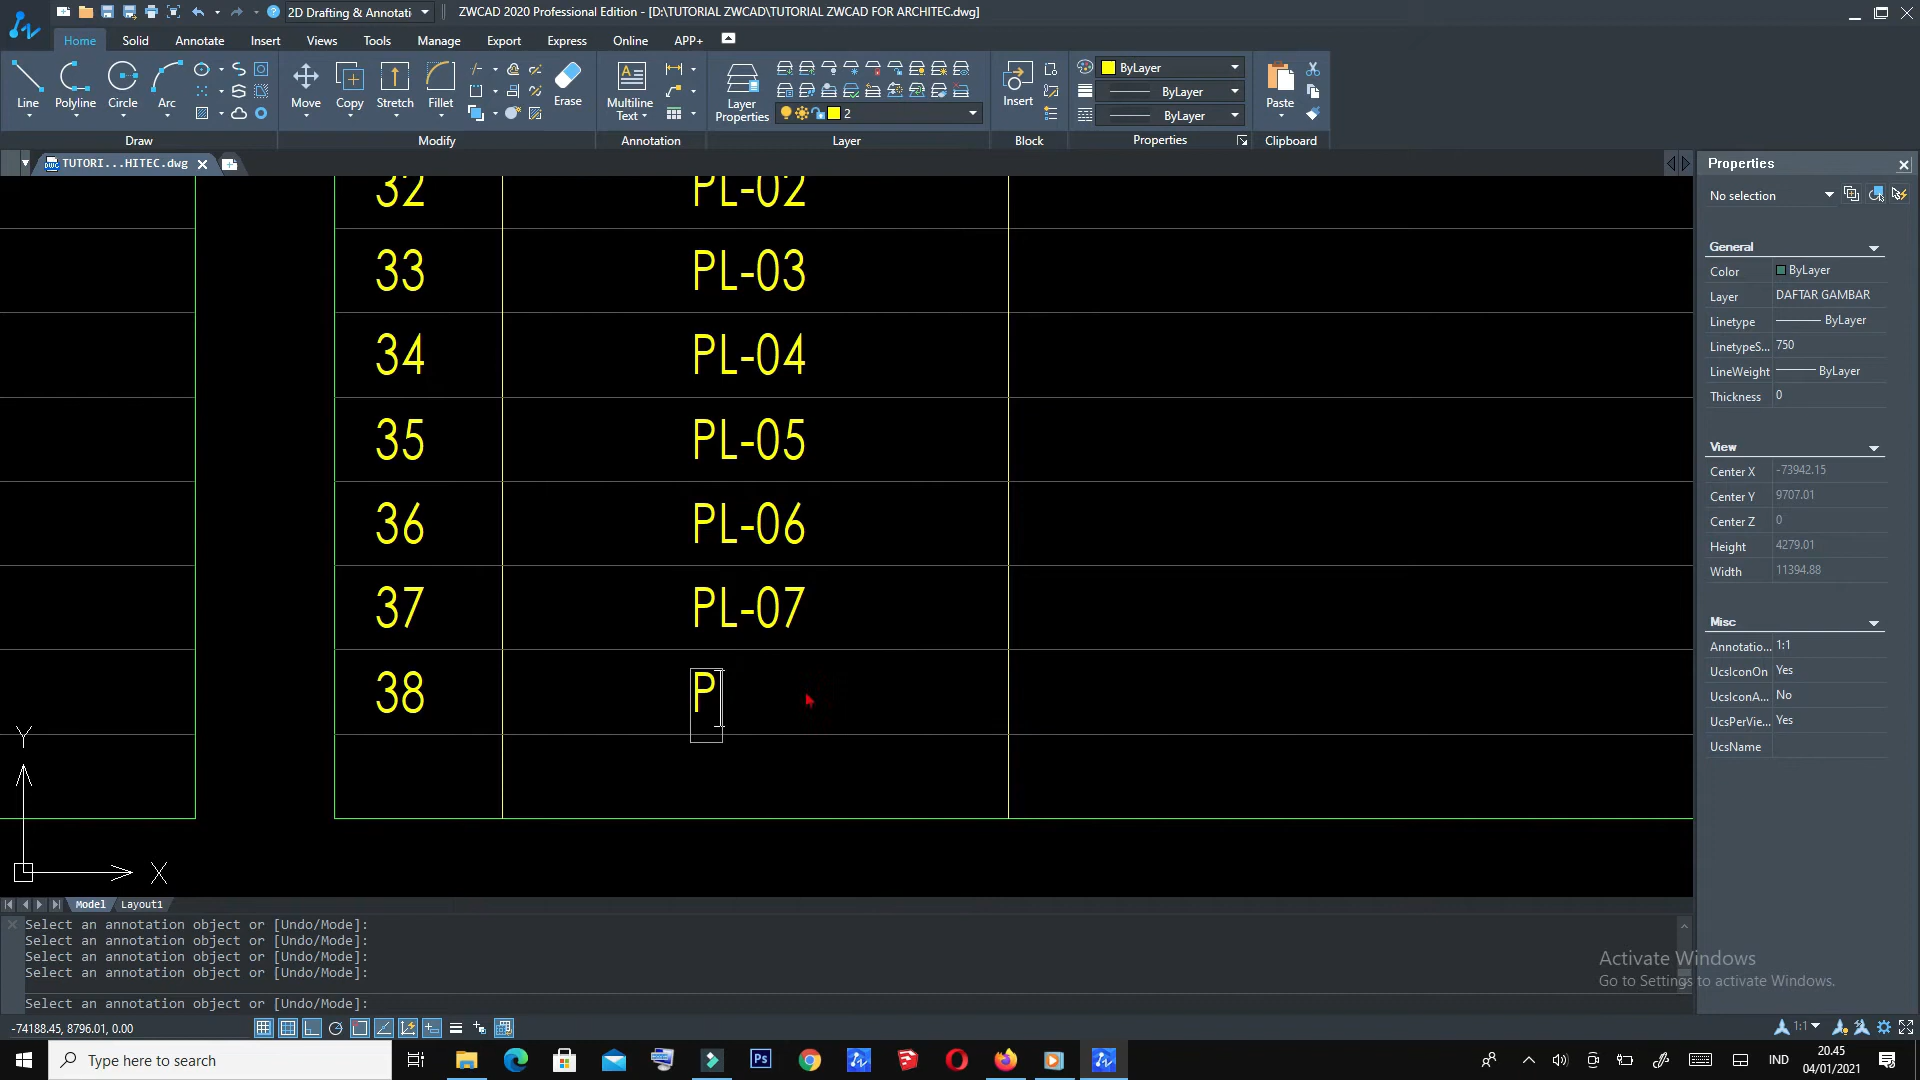 2D Drafting & Annotati
ZWCAD 2020 Professional Edition - [D:\TUTORIAL ZWCAD\TUTORIAL ZWCAD FOR ARCHITEC.dwg]
Home Solid Annotate Insert Views Tools Manage Export Express Online APP+
Line Polyline Circle Arc Move Copy Stretch Fillet Erase Multiline Text Layer Properties 2 Insert ByLayer ByLayer ByLayer Paste
Draw Modify Annotation Layer Block Properties Clipboard
TUTORI...HITEC.dwg
32 PL-02
33 PL-03
34 PL-04
35 PL-05
36 PL-06
37 PL-07
38 P
Y
X
Properties
No selection
General
Color ByLayer
Layer DAFTAR GAMBAR
Linetype ByLayer
LinetypeS... 750
LineWeight ByLayer
Thickness 0
View
Center X -73942.15
Center Y 9707.01
Center Z 0
Height 4279.01
Width 11394.88
Misc
Annotatio... 1:1
UcsIconOn Yes
UcsIconA... No
UcsPerVie... Yes
UcsName
Model Layout1
Select an annotation object or [Undo/Mode]:
Select an annotation object or [Undo/Mode]:
Select an annotation object or [Undo/Mode]:
Select an annotation object or [Undo/Mode]:
Select an annotation object or [Undo/Mode]:
Activate Windows
Go to Settings to activate Windows.
-74188.45, 8796.01, 0.00
1:1
Type here to search
Ps
IND
20.45
04/01/2021